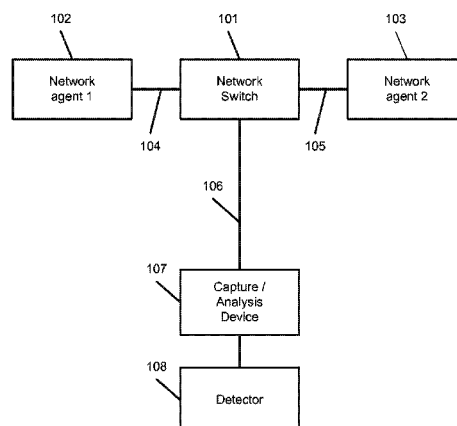 102
101
103
Network
agent 1
Network
Switch
Network
agent 2
104
105
106
107
Capture /
Analysis
Device
108
Detector